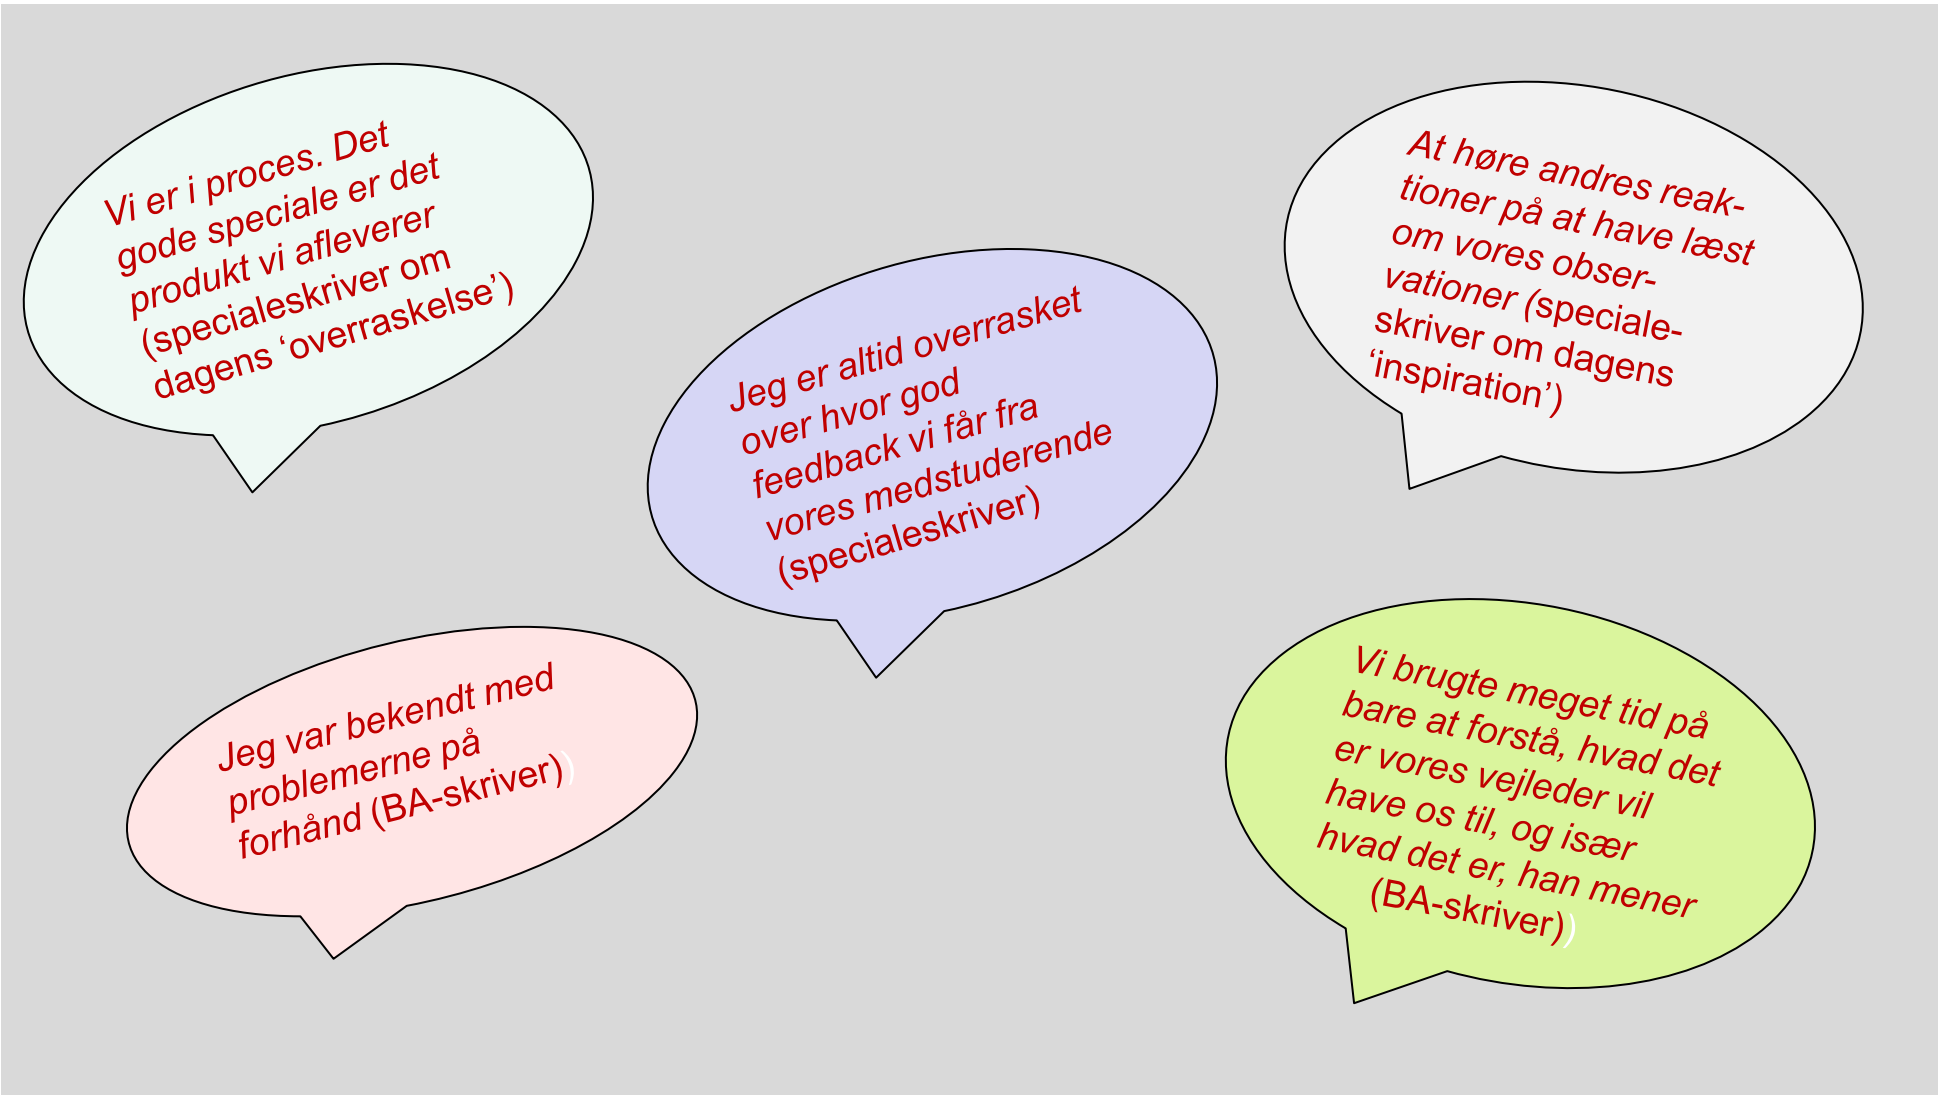 Vi er i proces. Det
gode speciale er det
produkt vi afleverer
(specialeskriver om
dagens ‘overraskelse’)
Jeg er altid overrasket
over hvor god
feedback vi får fra
vores medstuderende
(specialeskriver)
At høre andres reak-
tioner på at have læst
om vores obser-
vationer (speciale-
skriver om dagens
‘inspiration’)
Jeg var bekendt med
problemerne på
forhånd (BA-skriver))
Vi brugte meget tid på
bare at forstå, hvad det
er vores vejleder vil
have os til, og især
hvad det er, han mener
(BA-skriver))